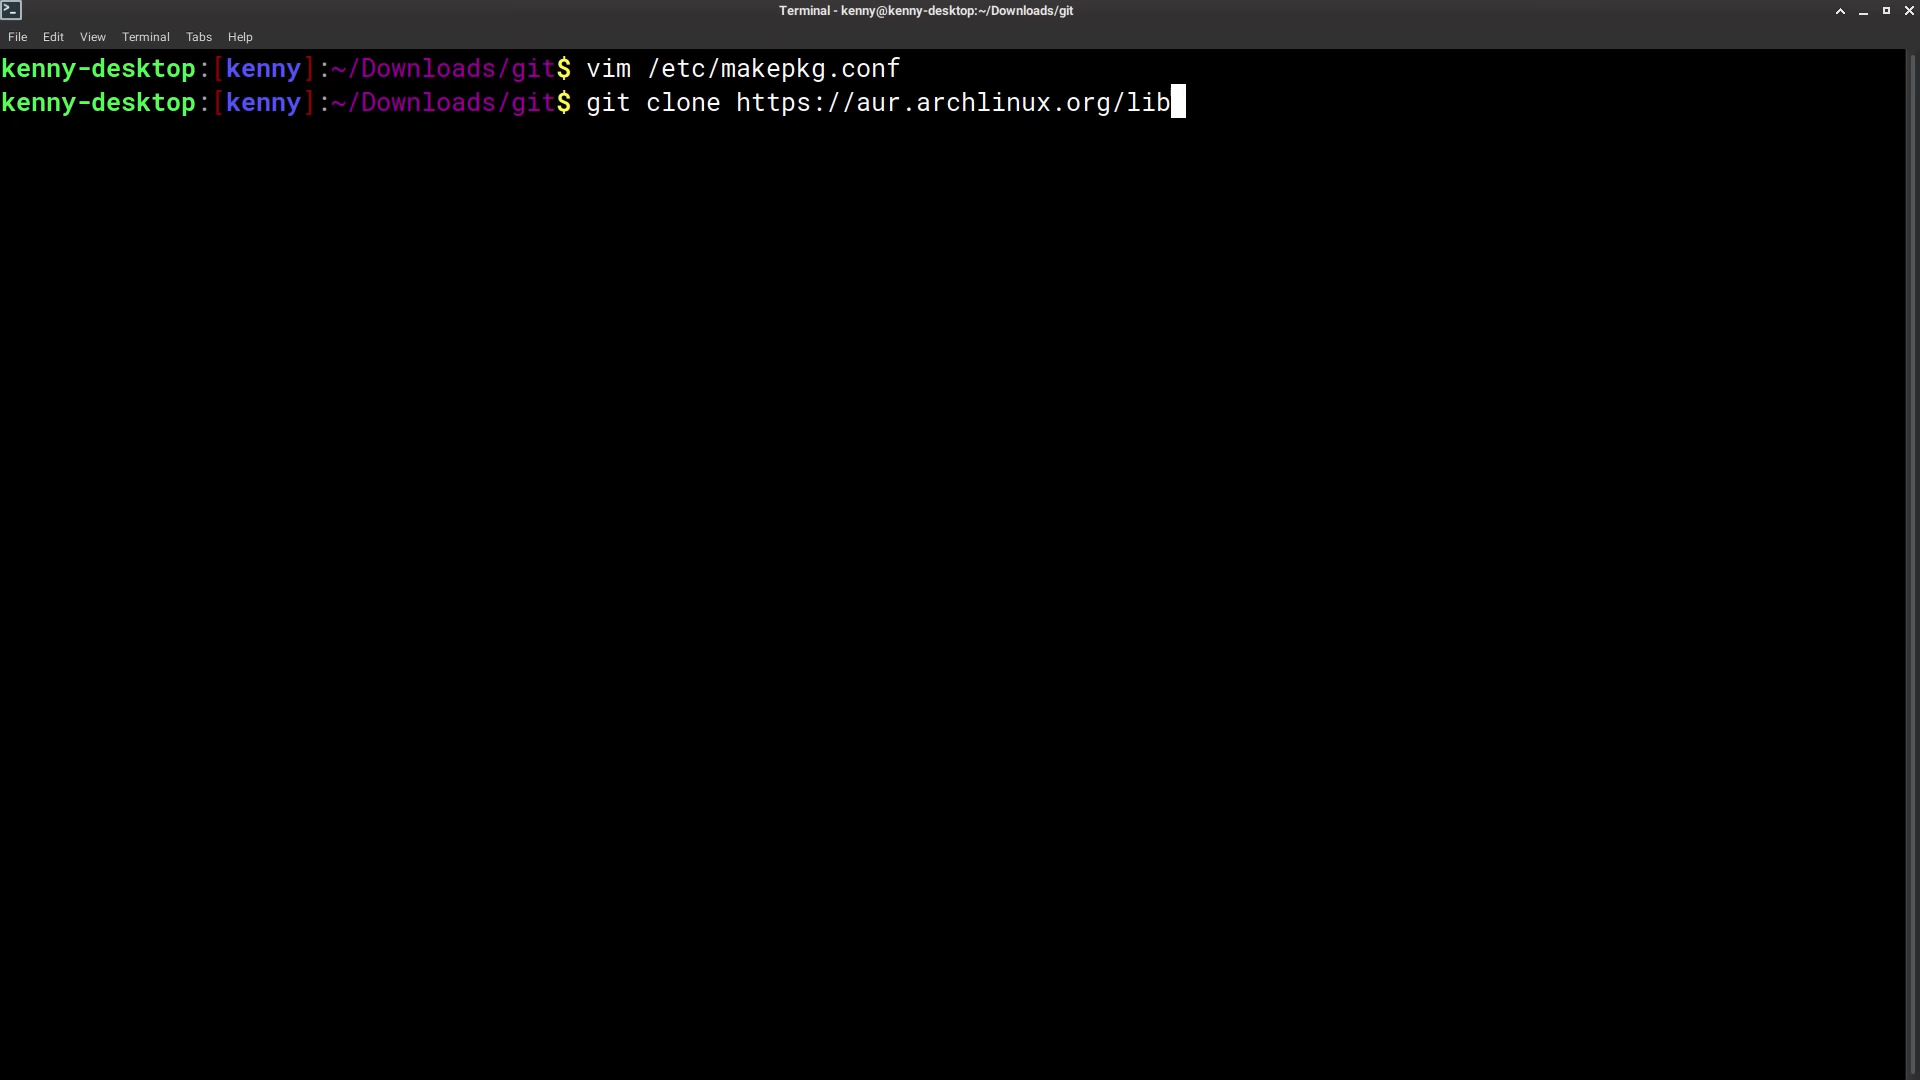 Terminal - kenny@kenny-desktop:~/Downloads/git
File Edit View Terminal Tabs Help
kenny-desktop:[kenny]:~/Downloads/git$ vim /etc/makepkg.conf
kenny-desktop:[kenny]:~/Downloads/git$ git clone https://aur.archlinux.org/lib